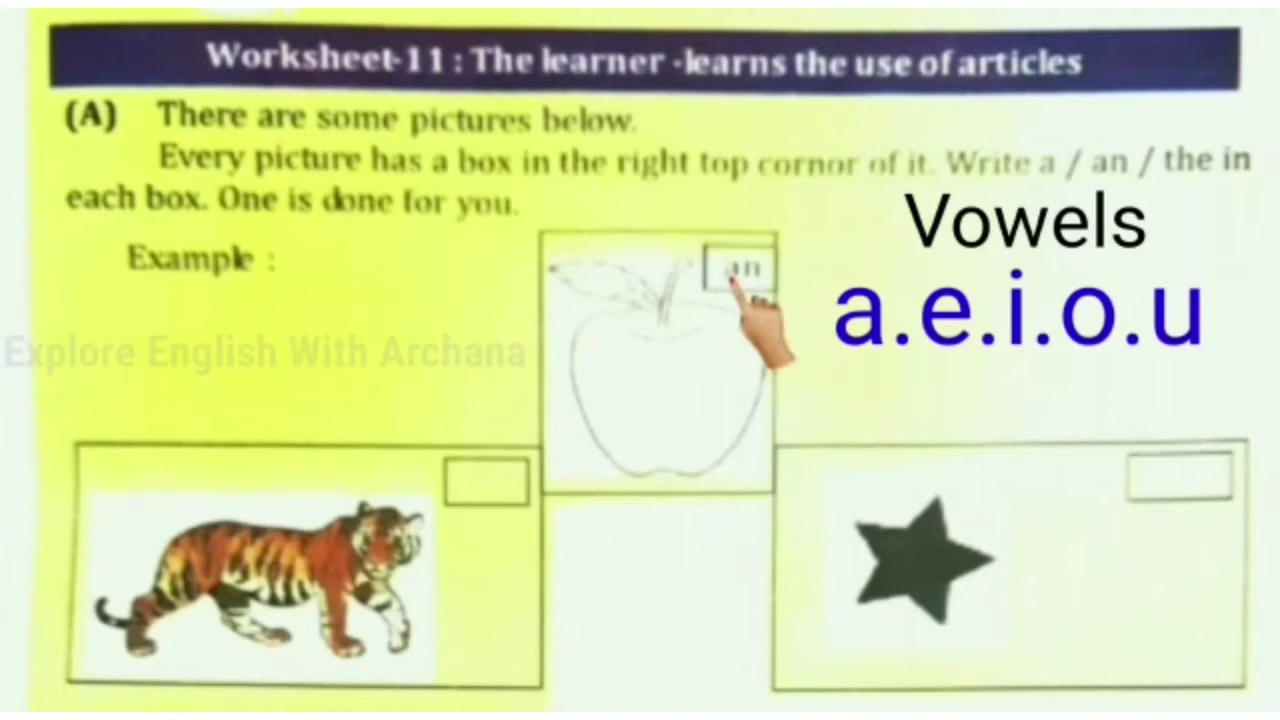 Worksheet-11 : The learner -learns the use of articles
(A) There are some pictures below.
Every picture has a box in the right top cornor of it. Write a / an / the in
each box. One is done for you.
Vowels
Example :
an
a.e.i.o.u
Explore English With Archana